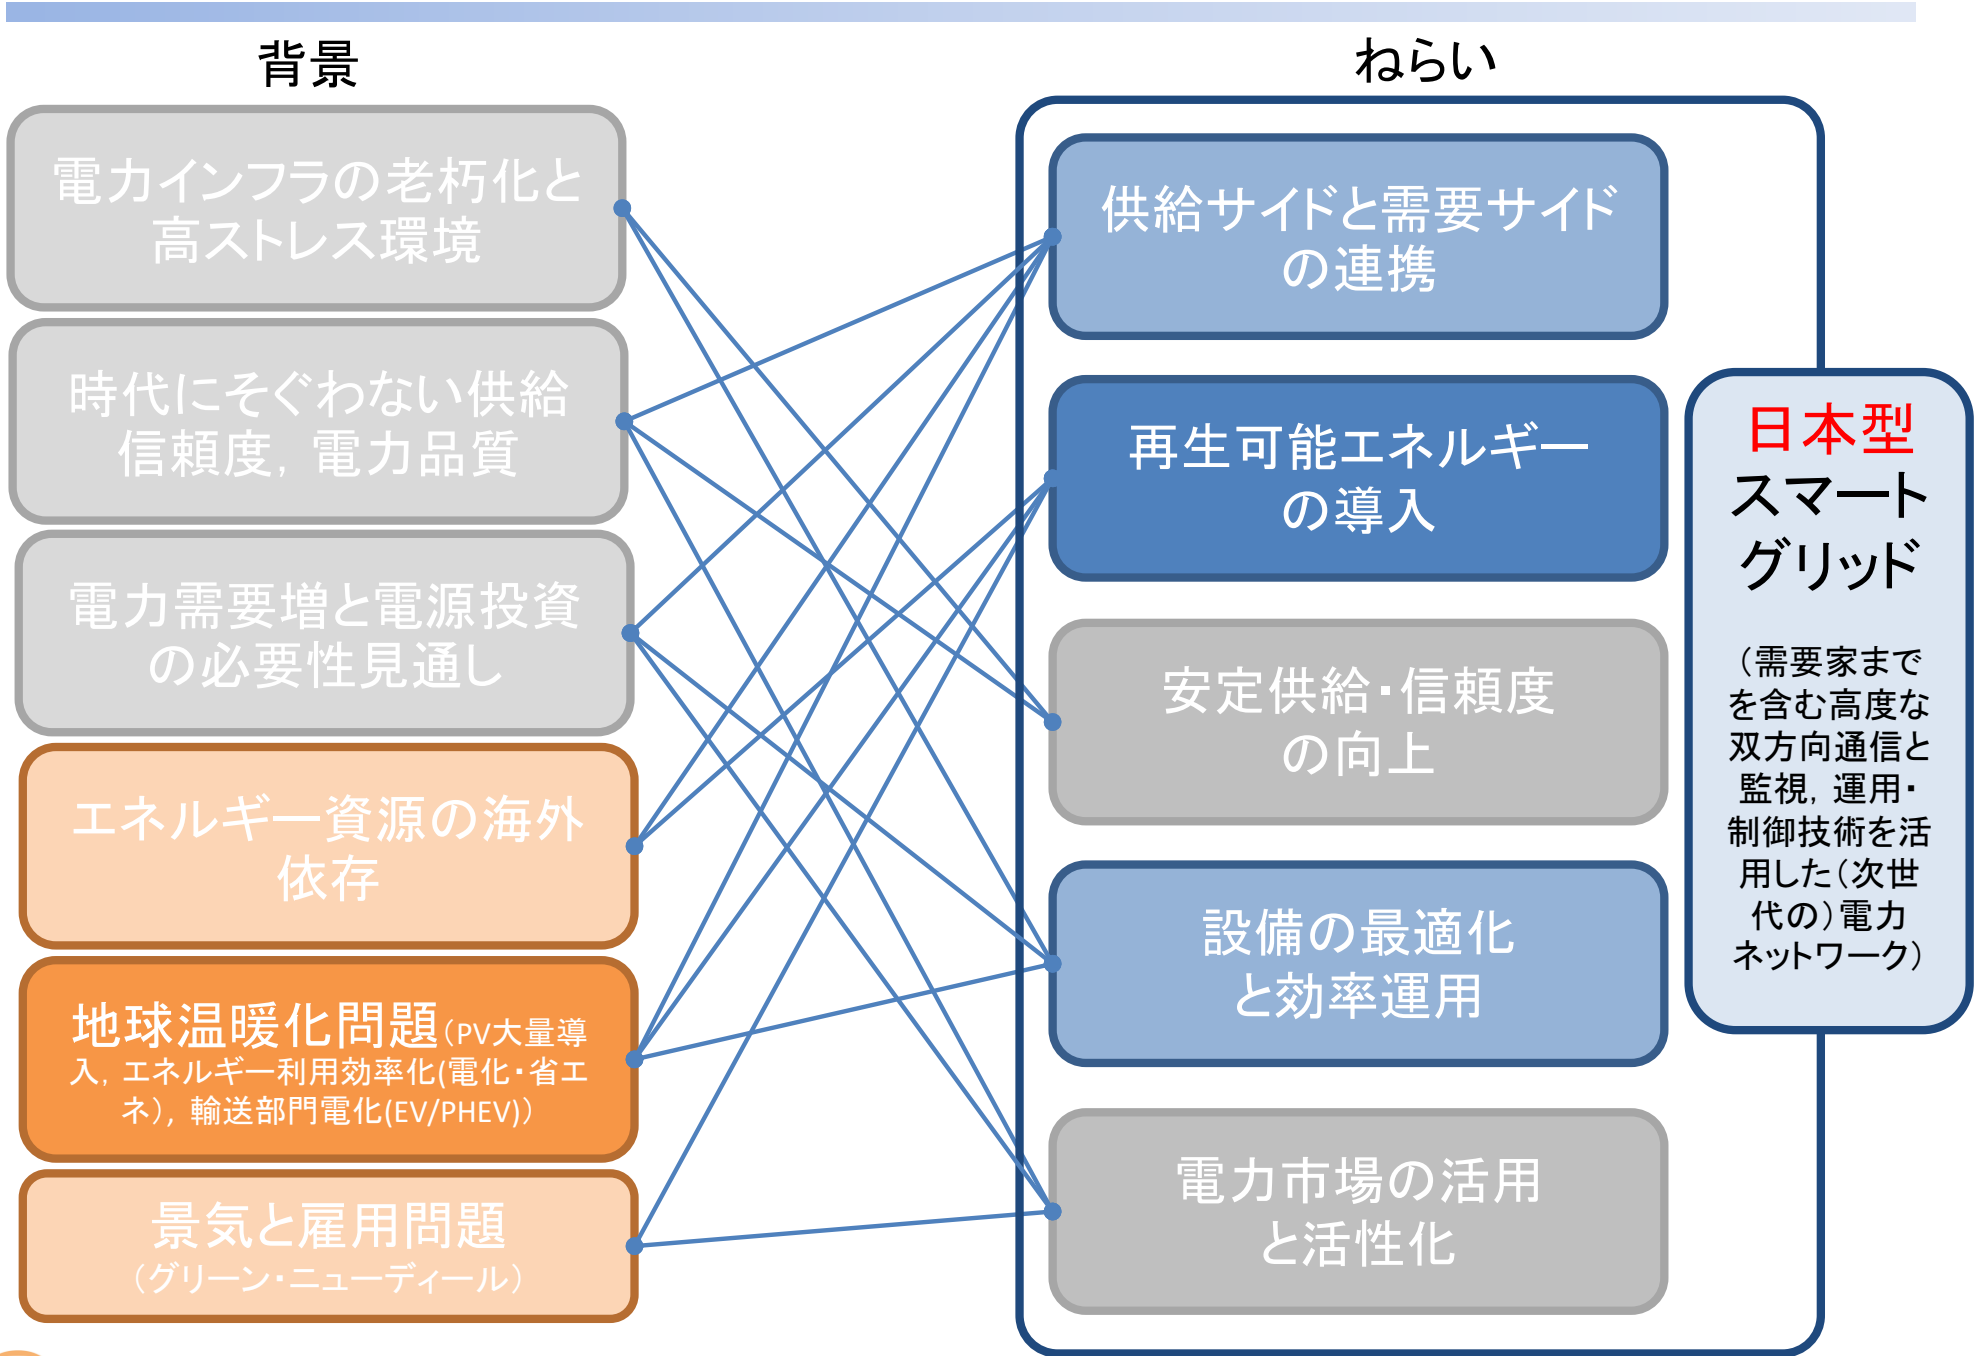 背景
電力インフラの老朽化と
高ストレス環境
時代にそぐわない供給
信頼度，電力品質
電力需要増と電源投資
の必要性見通し
エネルギー資源の海外
依存
地球温暖化問題（PV大量導
入，エネルギー利用効率化(電化・省エ
ネ），輸送部門電化(EV/PHEV)）
景気と雇用問題
（グリーン・ニューディール）
ねらい
供給サイドと需要サイド
の連携
再生可能エネルギー
の導入
安定供給・信頼度
の向上
設備の最適化
と効率運用
電力市場の活用
と活性化
日本型
スマート
グリッド
（需要家まで
を含む高度な
双方向通信と
監視，運用・
制御技術を活
用した（次世
代の）電力
ネットワーク）